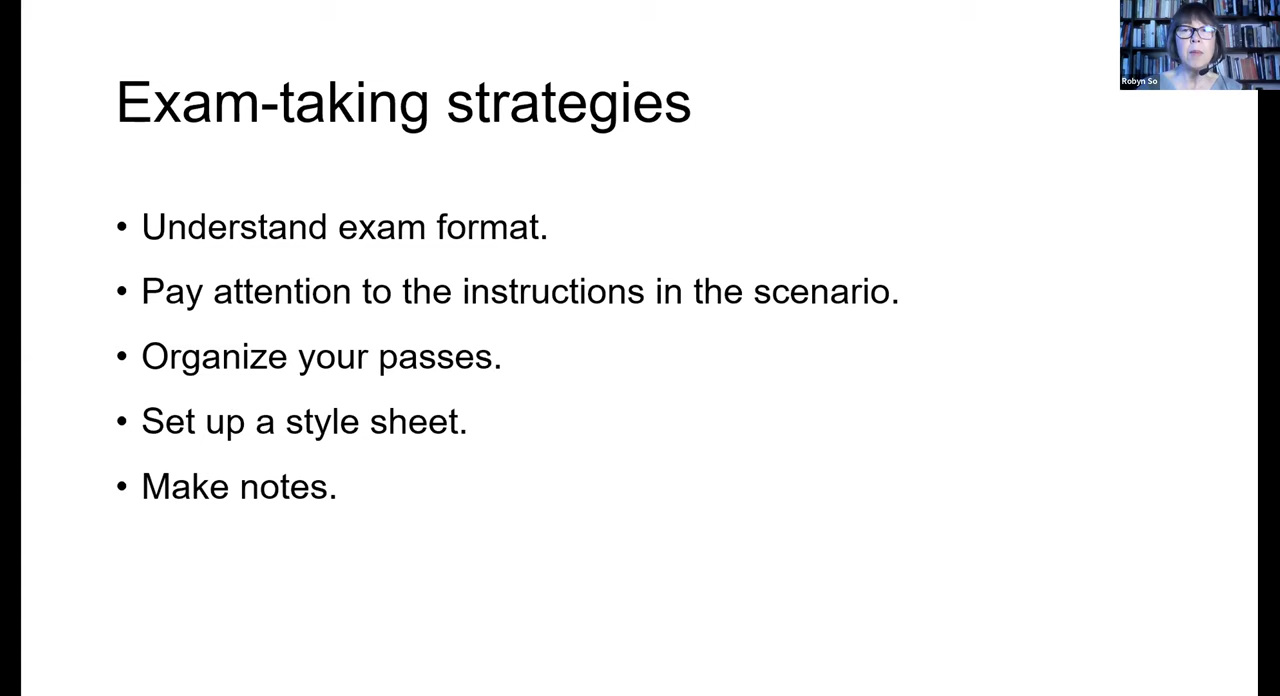 Exam-taking strategies
Robyn So
• Understand exam format.
• Pay attention to the instructions in the scenario.
• Organize your passes.
• Set up a style sheet.
• Make notes.